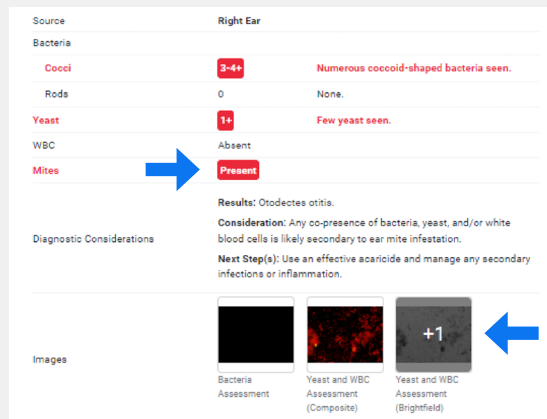 Source Right Ear
Bacteria
Cocci 3-4+ Numerous coccoid-shaped bacteria seen.
Rods 0 None.
Yeast 1+ Few yeast seen.
WBC Absent
Mites Present
Results: Otodectes otitis.
Consideration: Any co-presence of bacteria, yeast, and/or white
blood cells is likely secondary to ear mite infestation.
Diagnostic Considerations
Next Step(s): Use an effective acaricide and manage any secondary
infections or inflammation.
Images
+1
Bacteria
Assessment
Yeast and WBC
Assessment
(Composite)
Yeast and WBC
Assessment
(Brightfield)